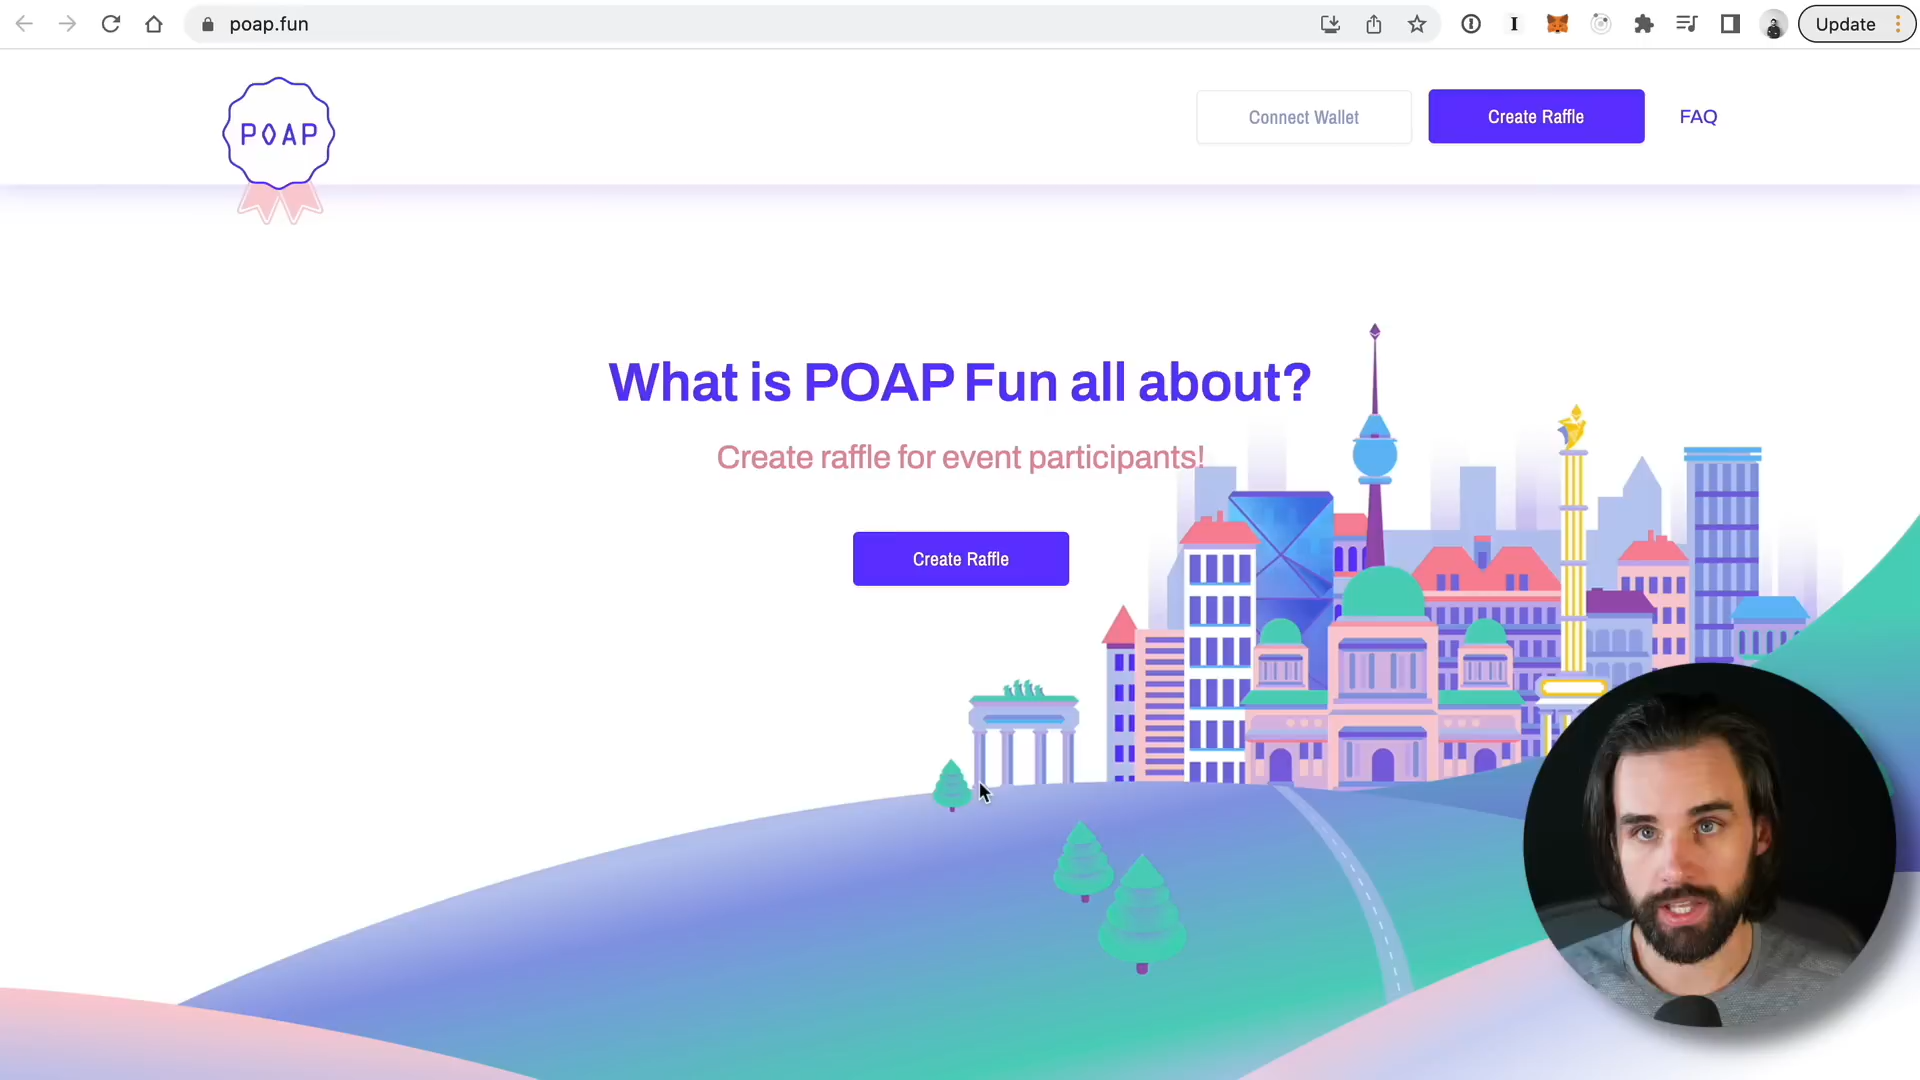 poap.fun
Update
POAP
Connect Wallet
Create Raffle
FAQ
What is POAP Fun all about?
Create raffle for event participants!
Create Raffle